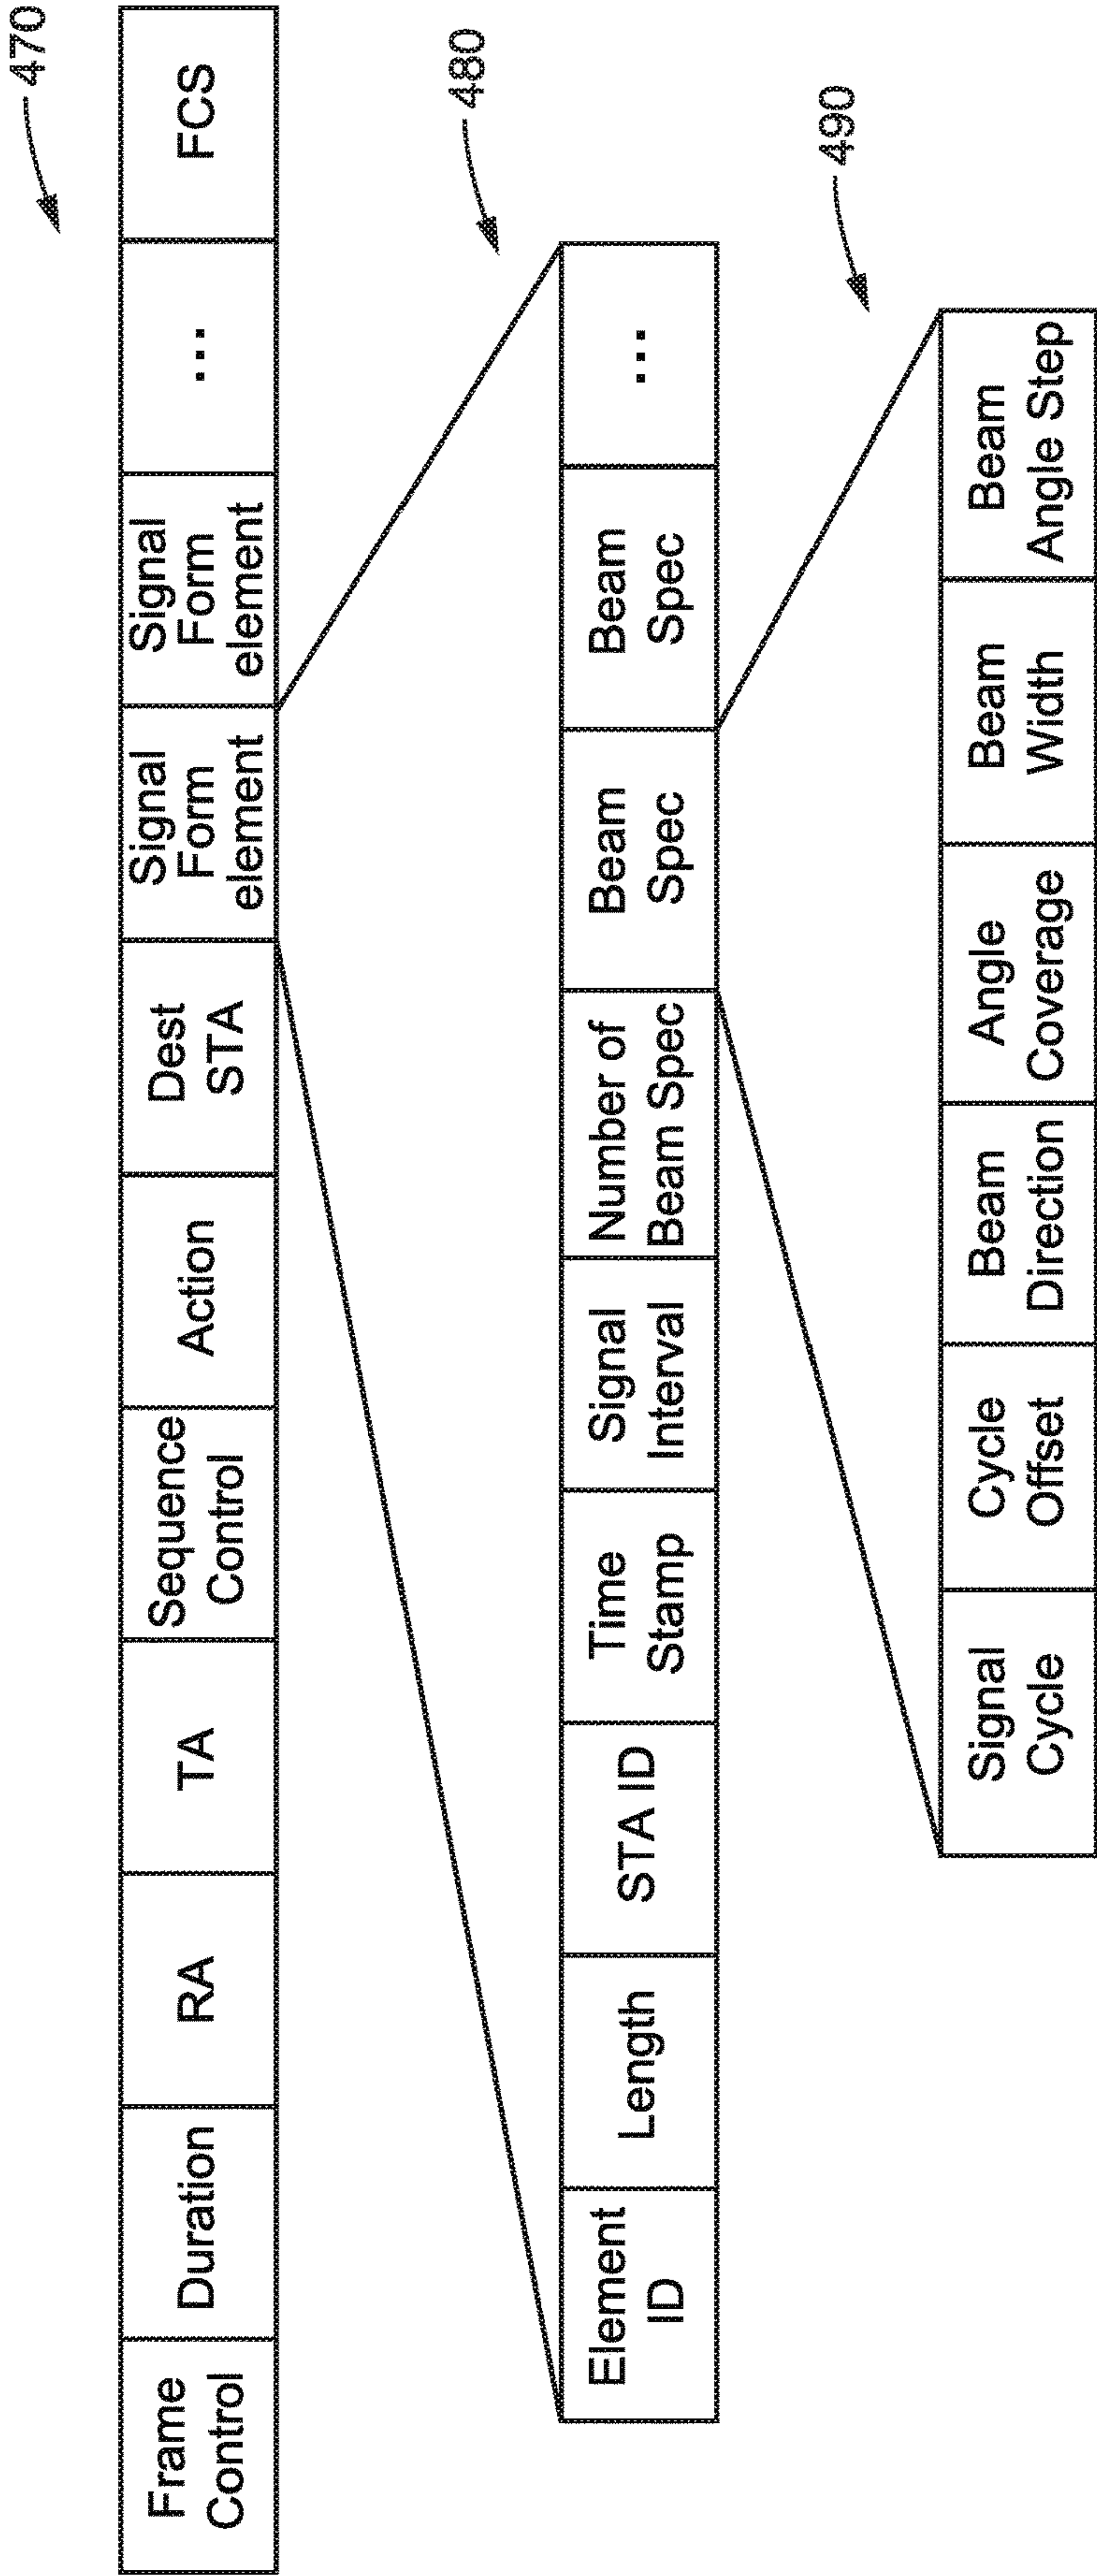 470
Frame
Control
Duration
RA
TA
Sequence
Control
Action
Dest
STA
Signal
Form
element
Signal
Form
element
...
FCS
480
Element
ID
Length
STA ID
Time
Stamp
Signal
Interval
Number of
Beam Spec
Beam
Spec
Beam
Spec
...
490
Signal
Cycle
Cycle
Offset
Beam
Direction
Angle
Coverage
Beam
Width
Beam
Angle Step